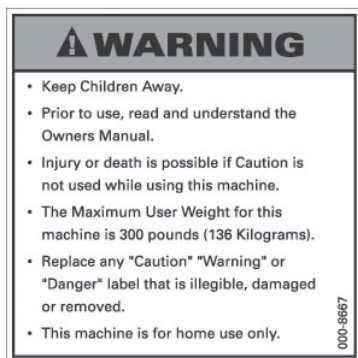 WARNING
• Keep Children Away.
• Prior to use, read and understand the
Owners Manual.
• Injury or death is possible if Caution is
not used while using this machine.
• The Maximum User Weight for this
machine is 300 pounds (136 Kilograms).
• Replace any "Caution" "Warning" or
"Danger" label that is illegible, damaged
or removed.
• This machine is for home use only.
000-8667